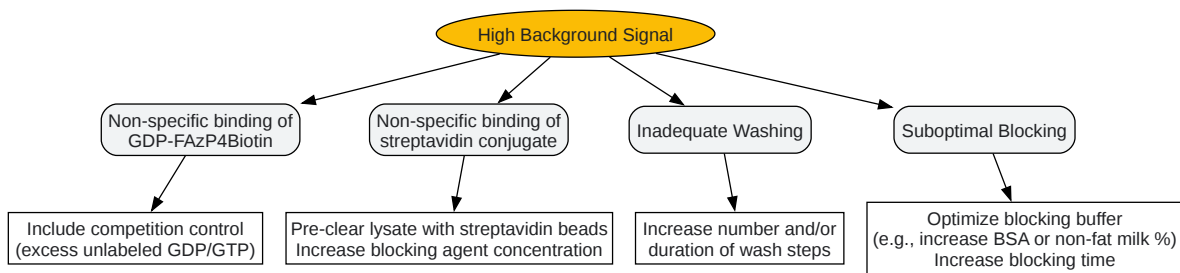 High Background Signal
Non-specific binding of
GDP-FAzP4Biotin
Non-specific binding of
streptavidin conjugate
Inadequate Washing
Suboptimal Blocking
Include competition control
(excess unlabeled GDP/GTP)
Pre-clear lysate with streptavidin beads
Increase blocking agent concentration
Increase number and/or
duration of wash steps
Optimize blocking buffer
(e.g., increase BSA or non-fat milk %)
Increase blocking time